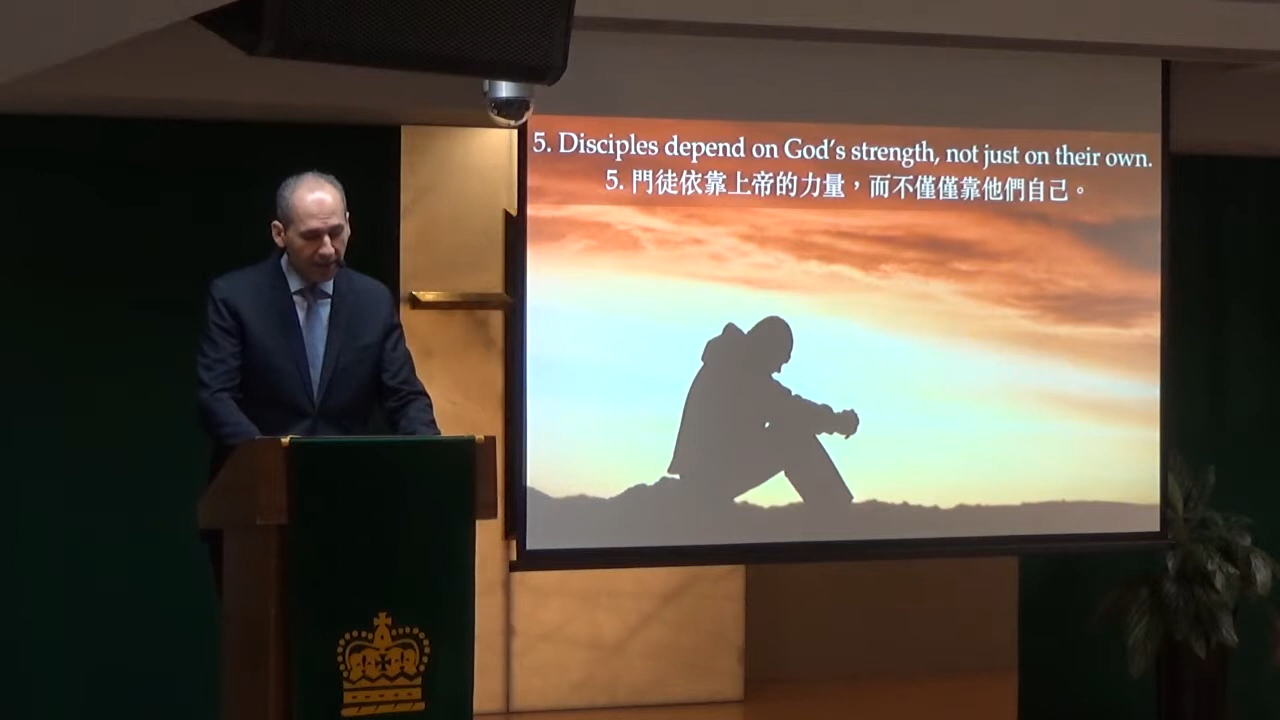 5. Disciples depend on God's strength, not just on their own.
5. 門徒依靠上帝的力量，而不僅僅靠他們自己。